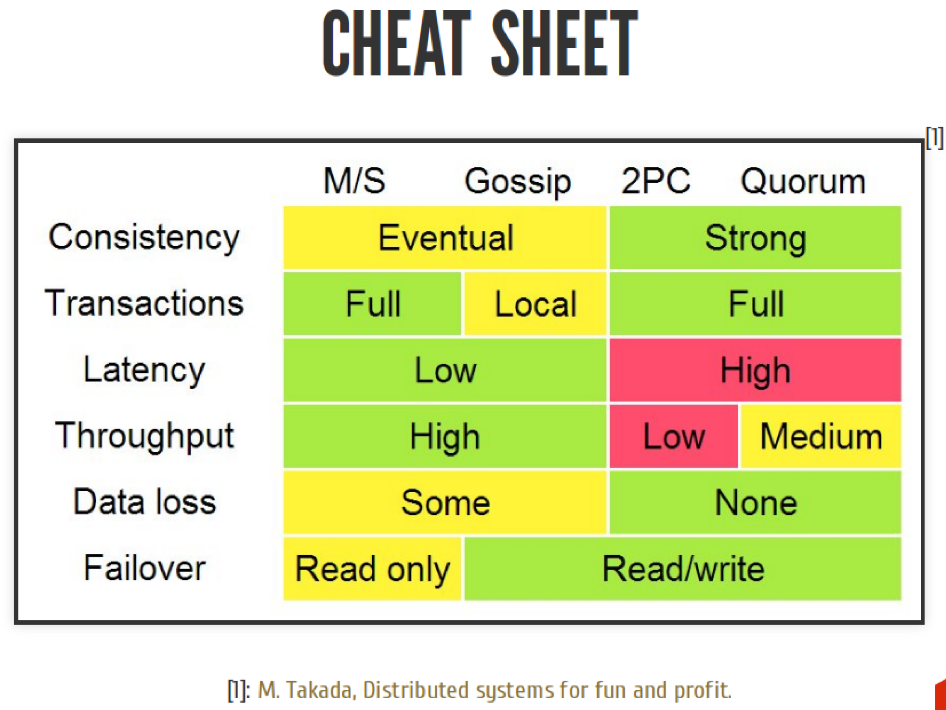 CHEAT SHEET
[1]
M/S Gossip 2PC Quorum
Consistency Eventual Strong
Transactions Full Local Full
Latency Low High
Throughput High Low Medium
Data loss Some None
Failover Read only Read/write
[1]: M. Takada, Distributed systems for fun and profit.